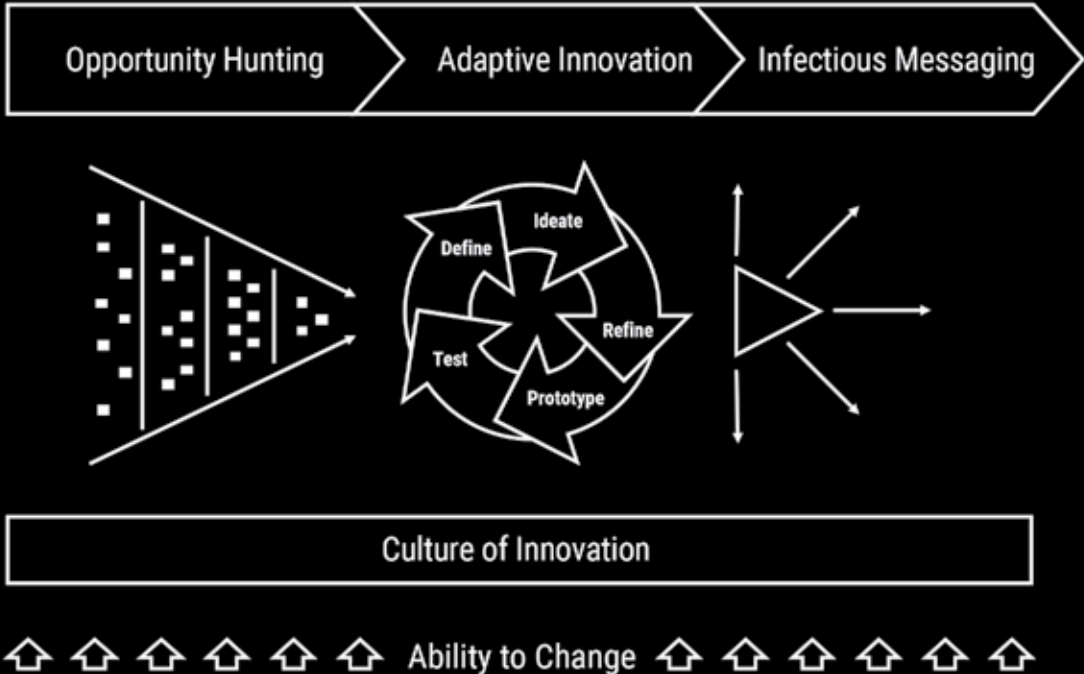 Opportunity Hunting
Adaptive Innovation
Infectious Messaging
Ideate
Define
Refine
Test
Prototype
Culture of Innovation
Ability to Change